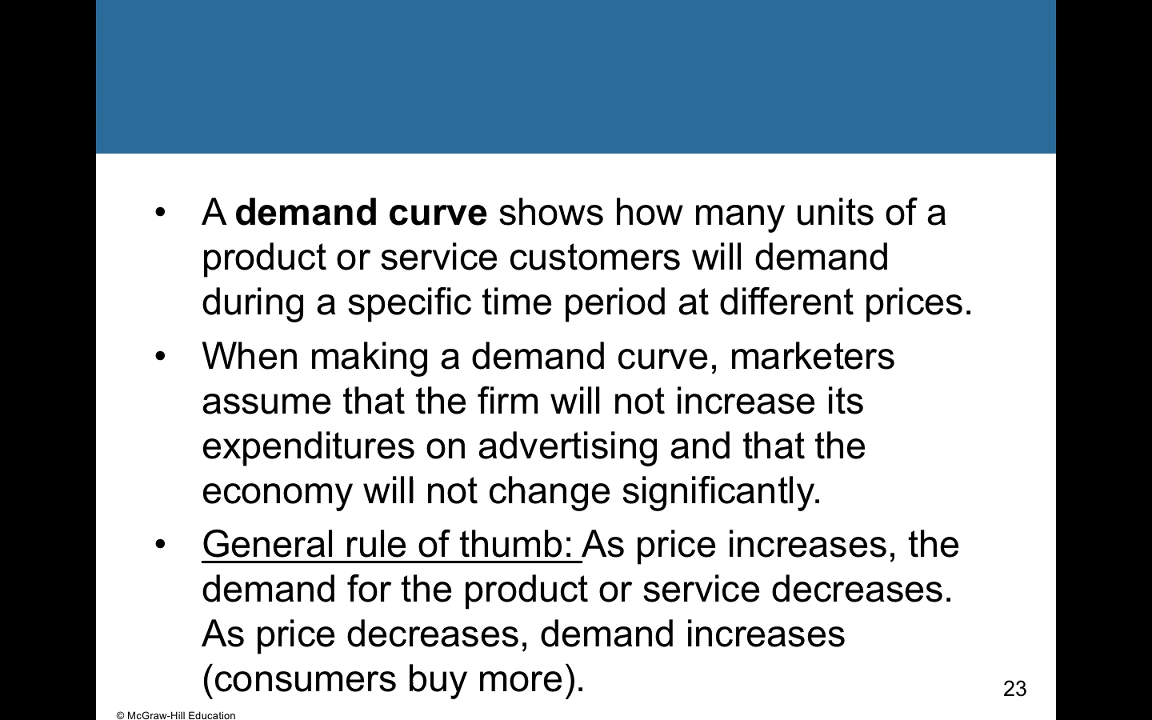 • A demand curve shows how many units of a
product or service customers will demand
during a specific time period at different prices.
• When making a demand curve, marketers
assume that the firm will not increase its
expenditures on advertising and that the
economy will not change significantly.
• General rule of thumb: As price increases, the
demand for the product or service decreases.
As price decreases, demand increases
(consumers buy more).
23
© McGraw-Hill Education